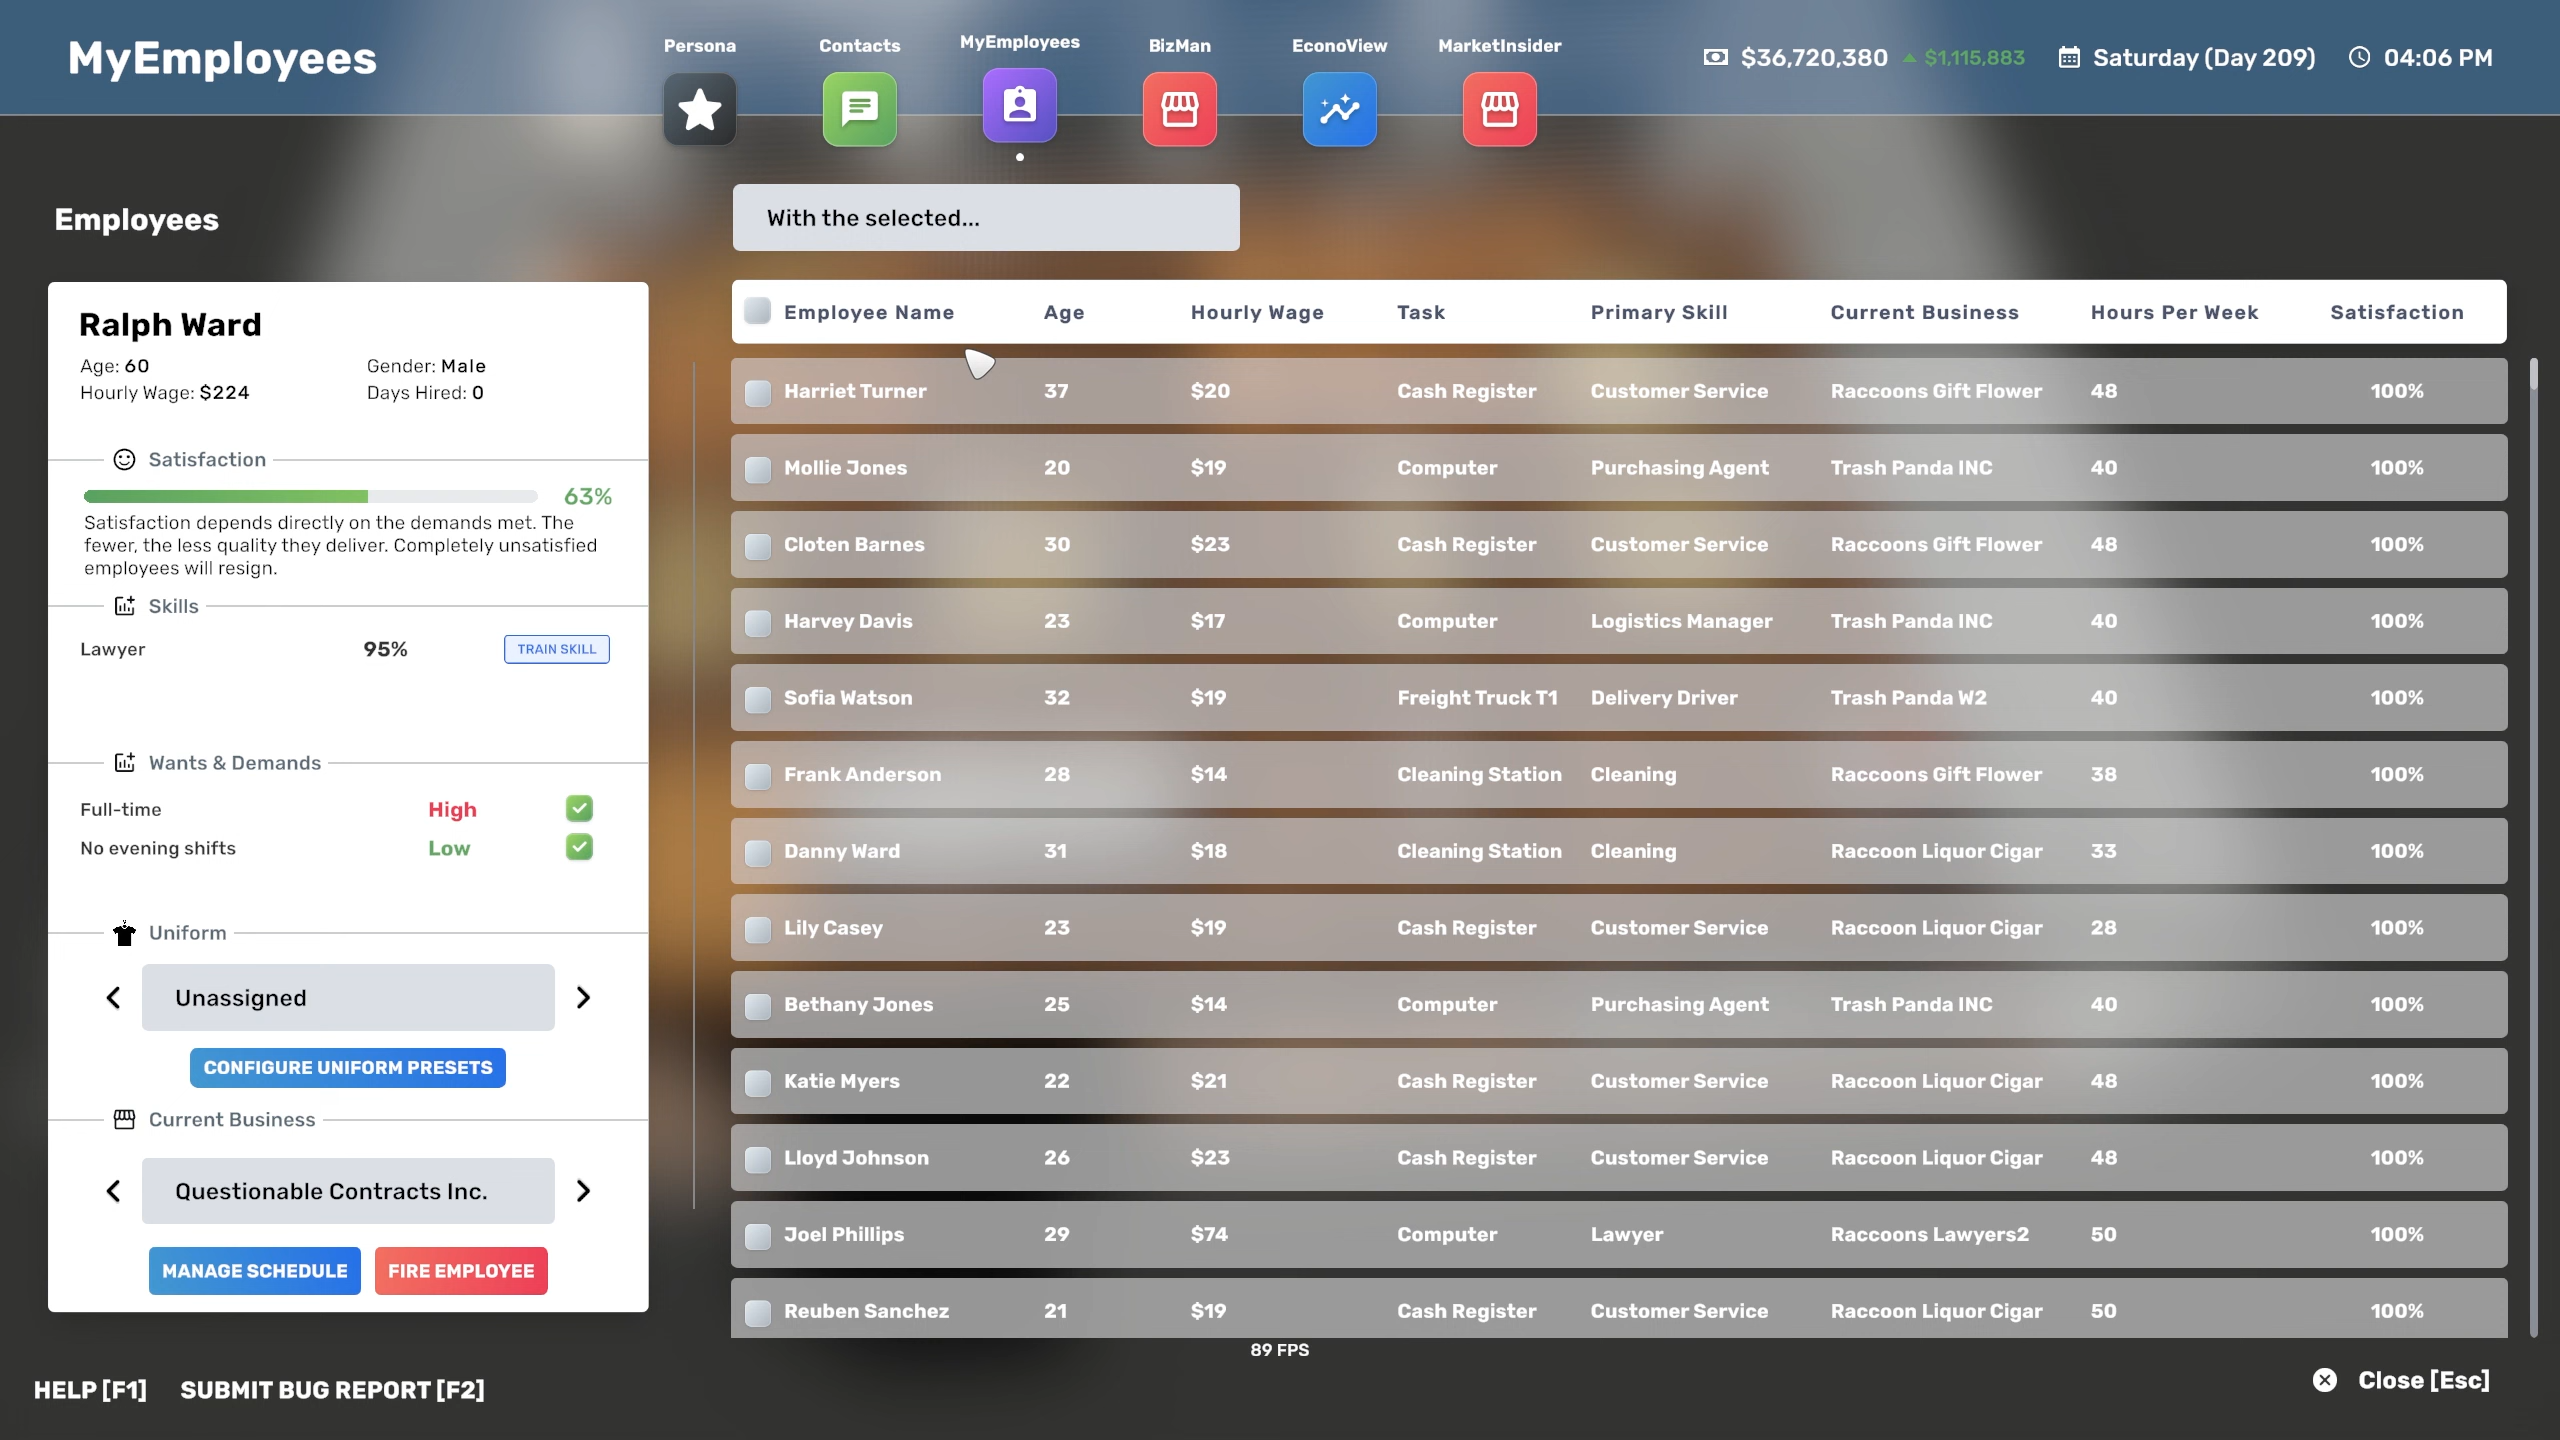 MyEmployees
Persona
Contacts
MyEmployees
BizMan
EconoView
MarketInsider
$36,720,380 $1,115,883 Saturday (Day 209) 04:06 PM
Employees
With the selected...
Ralph Ward
Age: 60 Gender: Male
Hourly Wage: $224 Days Hired: 0
Satisfaction
63%
Satisfaction depends directly on the demands met. The
fewer, the less quality they deliver. Completely unsatisfied
employees will resign.
Skills
Lawyer 95% TRAIN SKILL
Wants & Demands
Full-time High
No evening shifts Low
Uniform
Unassigned
CONFIGURE UNIFORM PRESETS
Current Business
Questionable Contracts Inc.
MANAGE SCHEDULE FIRE EMPLOYEE
Employee Name Age Hourly Wage Task Primary Skill Current Business Hours Per Week Satisfaction
Harriet Turner 37 $20 Cash Register Customer Service Raccoons Gift Flower 48 100%
Mollie Jones 20 $19 Computer Purchasing Agent Trash Panda INC 40 100%
Cloten Barnes 30 $23 Cash Register Customer Service Raccoons Gift Flower 48 100%
Harvey Davis 23 $17 Computer Logistics Manager Trash Panda INC 40 100%
Sofia Watson 32 $19 Freight Truck T1 Delivery Driver Trash Panda W2 40 100%
Frank Anderson 28 $14 Cleaning Station Cleaning Raccoons Gift Flower 38 100%
Danny Ward 31 $18 Cleaning Station Cleaning Raccoon Liquor Cigar 33 100%
Lily Casey 23 $19 Cash Register Customer Service Raccoon Liquor Cigar 28 100%
Bethany Jones 25 $14 Computer Purchasing Agent Trash Panda INC 40 100%
Katie Myers 22 $21 Cash Register Customer Service Raccoon Liquor Cigar 48 100%
Lloyd Johnson 26 $23 Cash Register Customer Service Raccoon Liquor Cigar 48 100%
Joel Phillips 29 $74 Computer Lawyer Raccoons Lawyers2 50 100%
Reuben Sanchez 21 $19 Cash Register Customer Service Raccoon Liquor Cigar 50 100%
89 FPS
HELP [F1] SUBMIT BUG REPORT [F2] Close [Esc]